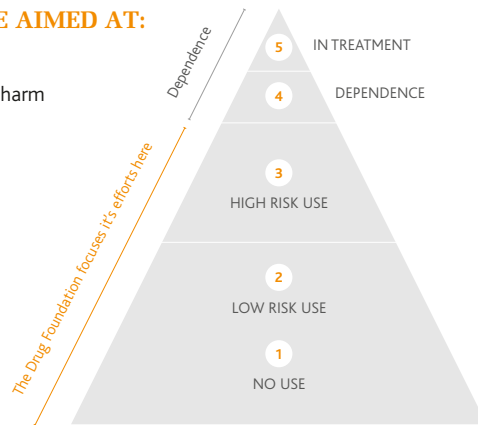 E AIMED AT:
harm
Dependence
The Drug Foundation focuses it's efforts here
5
IN TREATMENT
4
DEPENDENCE
3
HIGH RISK USE
2
LOW RISK USE
1
NO USE